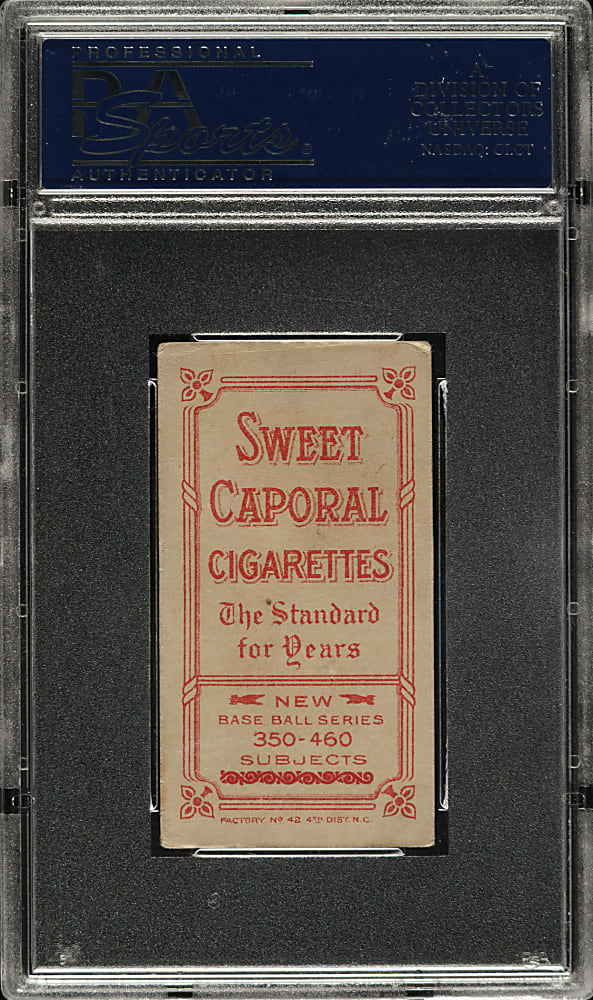 PROFESSIONAL
PSA
Sports®
AUTHENTICATOR
A
DIVISION OF
COLLECTORS
UNIVERSE
NASDAQ: CLCT
SWEET
CAPORAL
CIGARETTES
The Standard
for Years
NEW
BASE BALL SERIES
350-460
SUBJECTS
FACTORY Nº 42 4TH DIST. N.C.